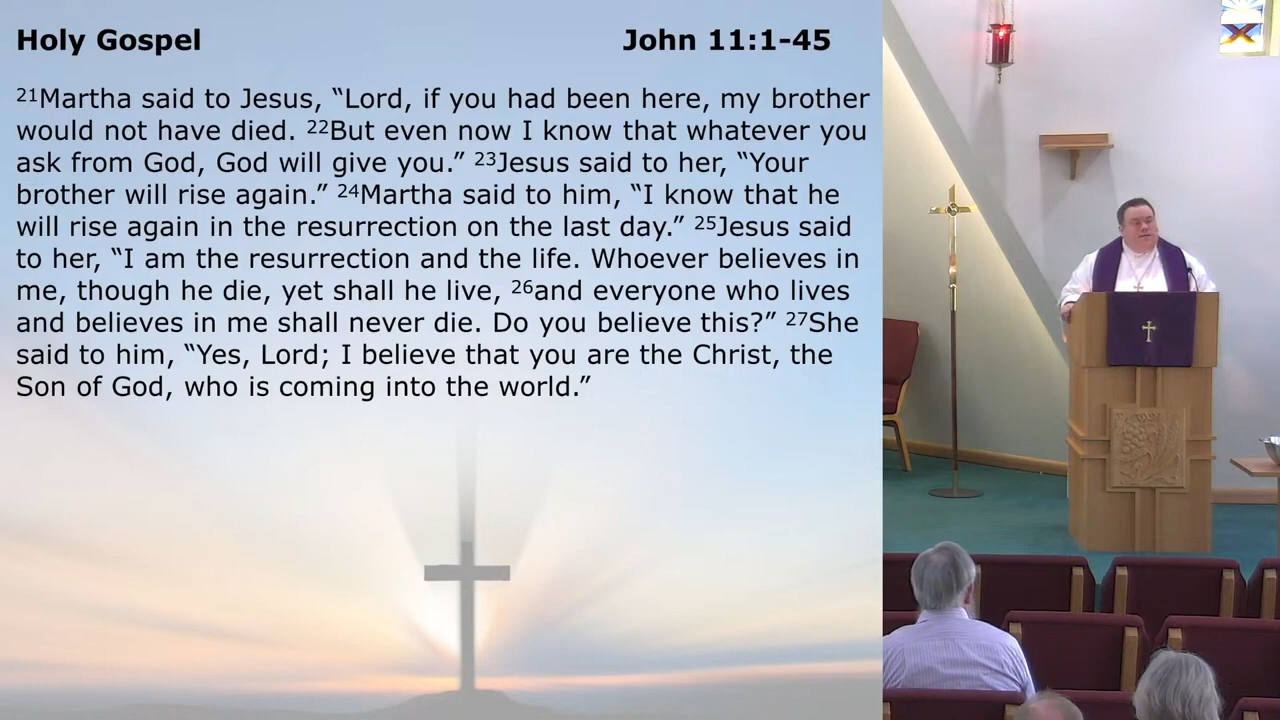 Holy Gospel John 11:1-45
21Martha said to Jesus, “Lord, if you had been here, my brother
would not have died. 22But even now I know that whatever you
ask from God, God will give you.” 23Jesus said to her, “Your
brother will rise again.” 24Martha said to him, “I know that he
will rise again in the resurrection on the last day.” 25Jesus said
to her, “I am the resurrection and the life. Whoever believes in
me, though he die, yet shall he live, 26and everyone who lives
and believes in me shall never die. Do you believe this?” 27She
said to him, “Yes, Lord; I believe that you are the Christ, the
Son of God, who is coming into the world.”